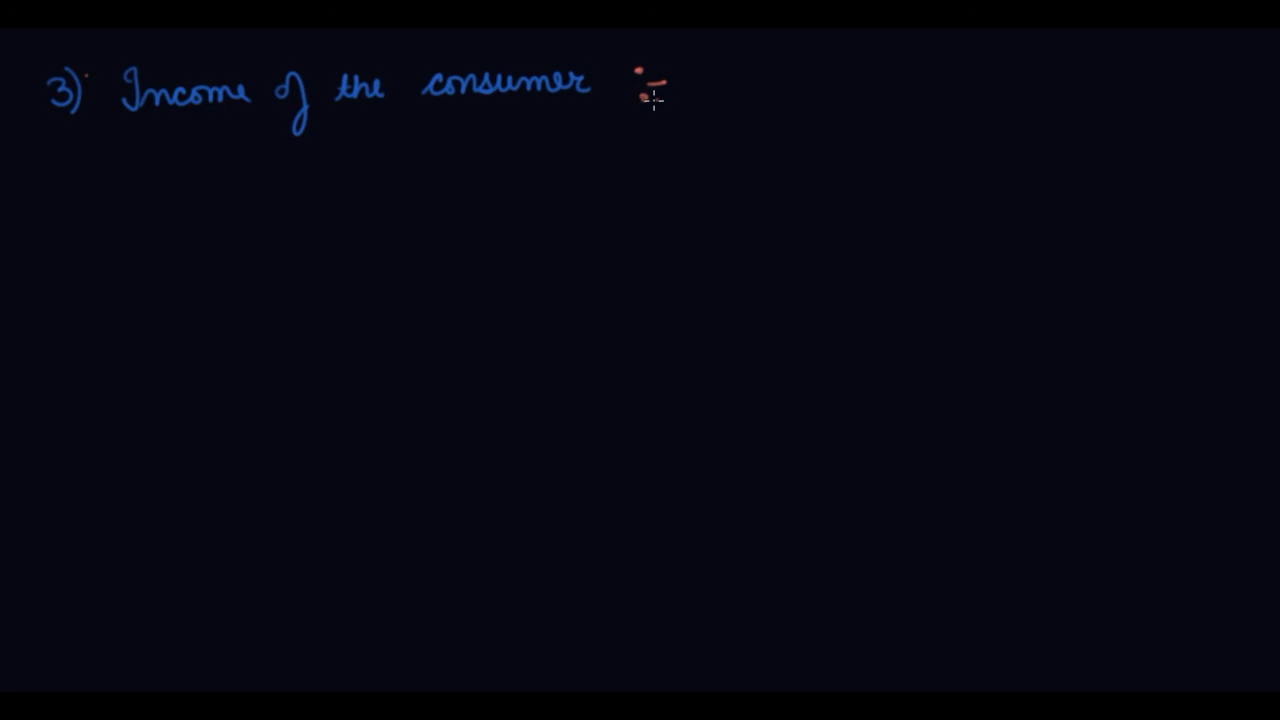 3) Income of the consumer :-